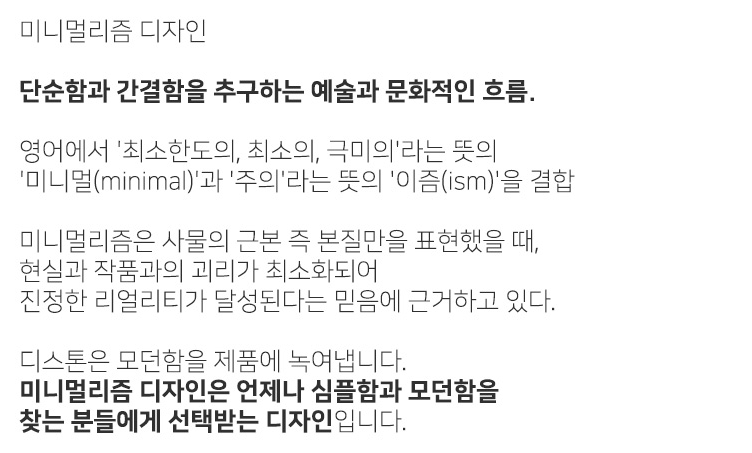 미니멀리즘 디자인
단순함과 간결함을 추구하는 예술과 문화적인 흐름.
영어에서 '최소한도의, 최소의, 극미의'라는 뜻의
'미니멀(minimal)'과 '주의'라는 뜻의 '이즘(ism)'을 결합
미니멀리즘은 사물의 근본 즉 본질만을 표현했을 때,
현실과 작품과의 괴리가 최소화되어
진정한 리얼리티가 달성된다는 믿음에 근거하고 있다.
디스톤은 모던함을 제품에 녹여냅니다.
미니멀리즘 디자인은 언제나 심플함과 모던함을
찾는 분들에게 선택받는 디자인입니다.